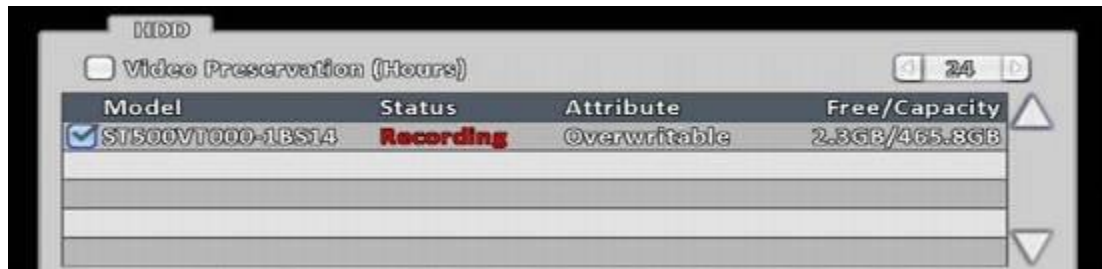 HDD
Video Preservation (Hours) 24
Model Status Attribute Free/Capacity
ST500VT000-1BS14 Recording Overwritable 2.3GB/465.8GB